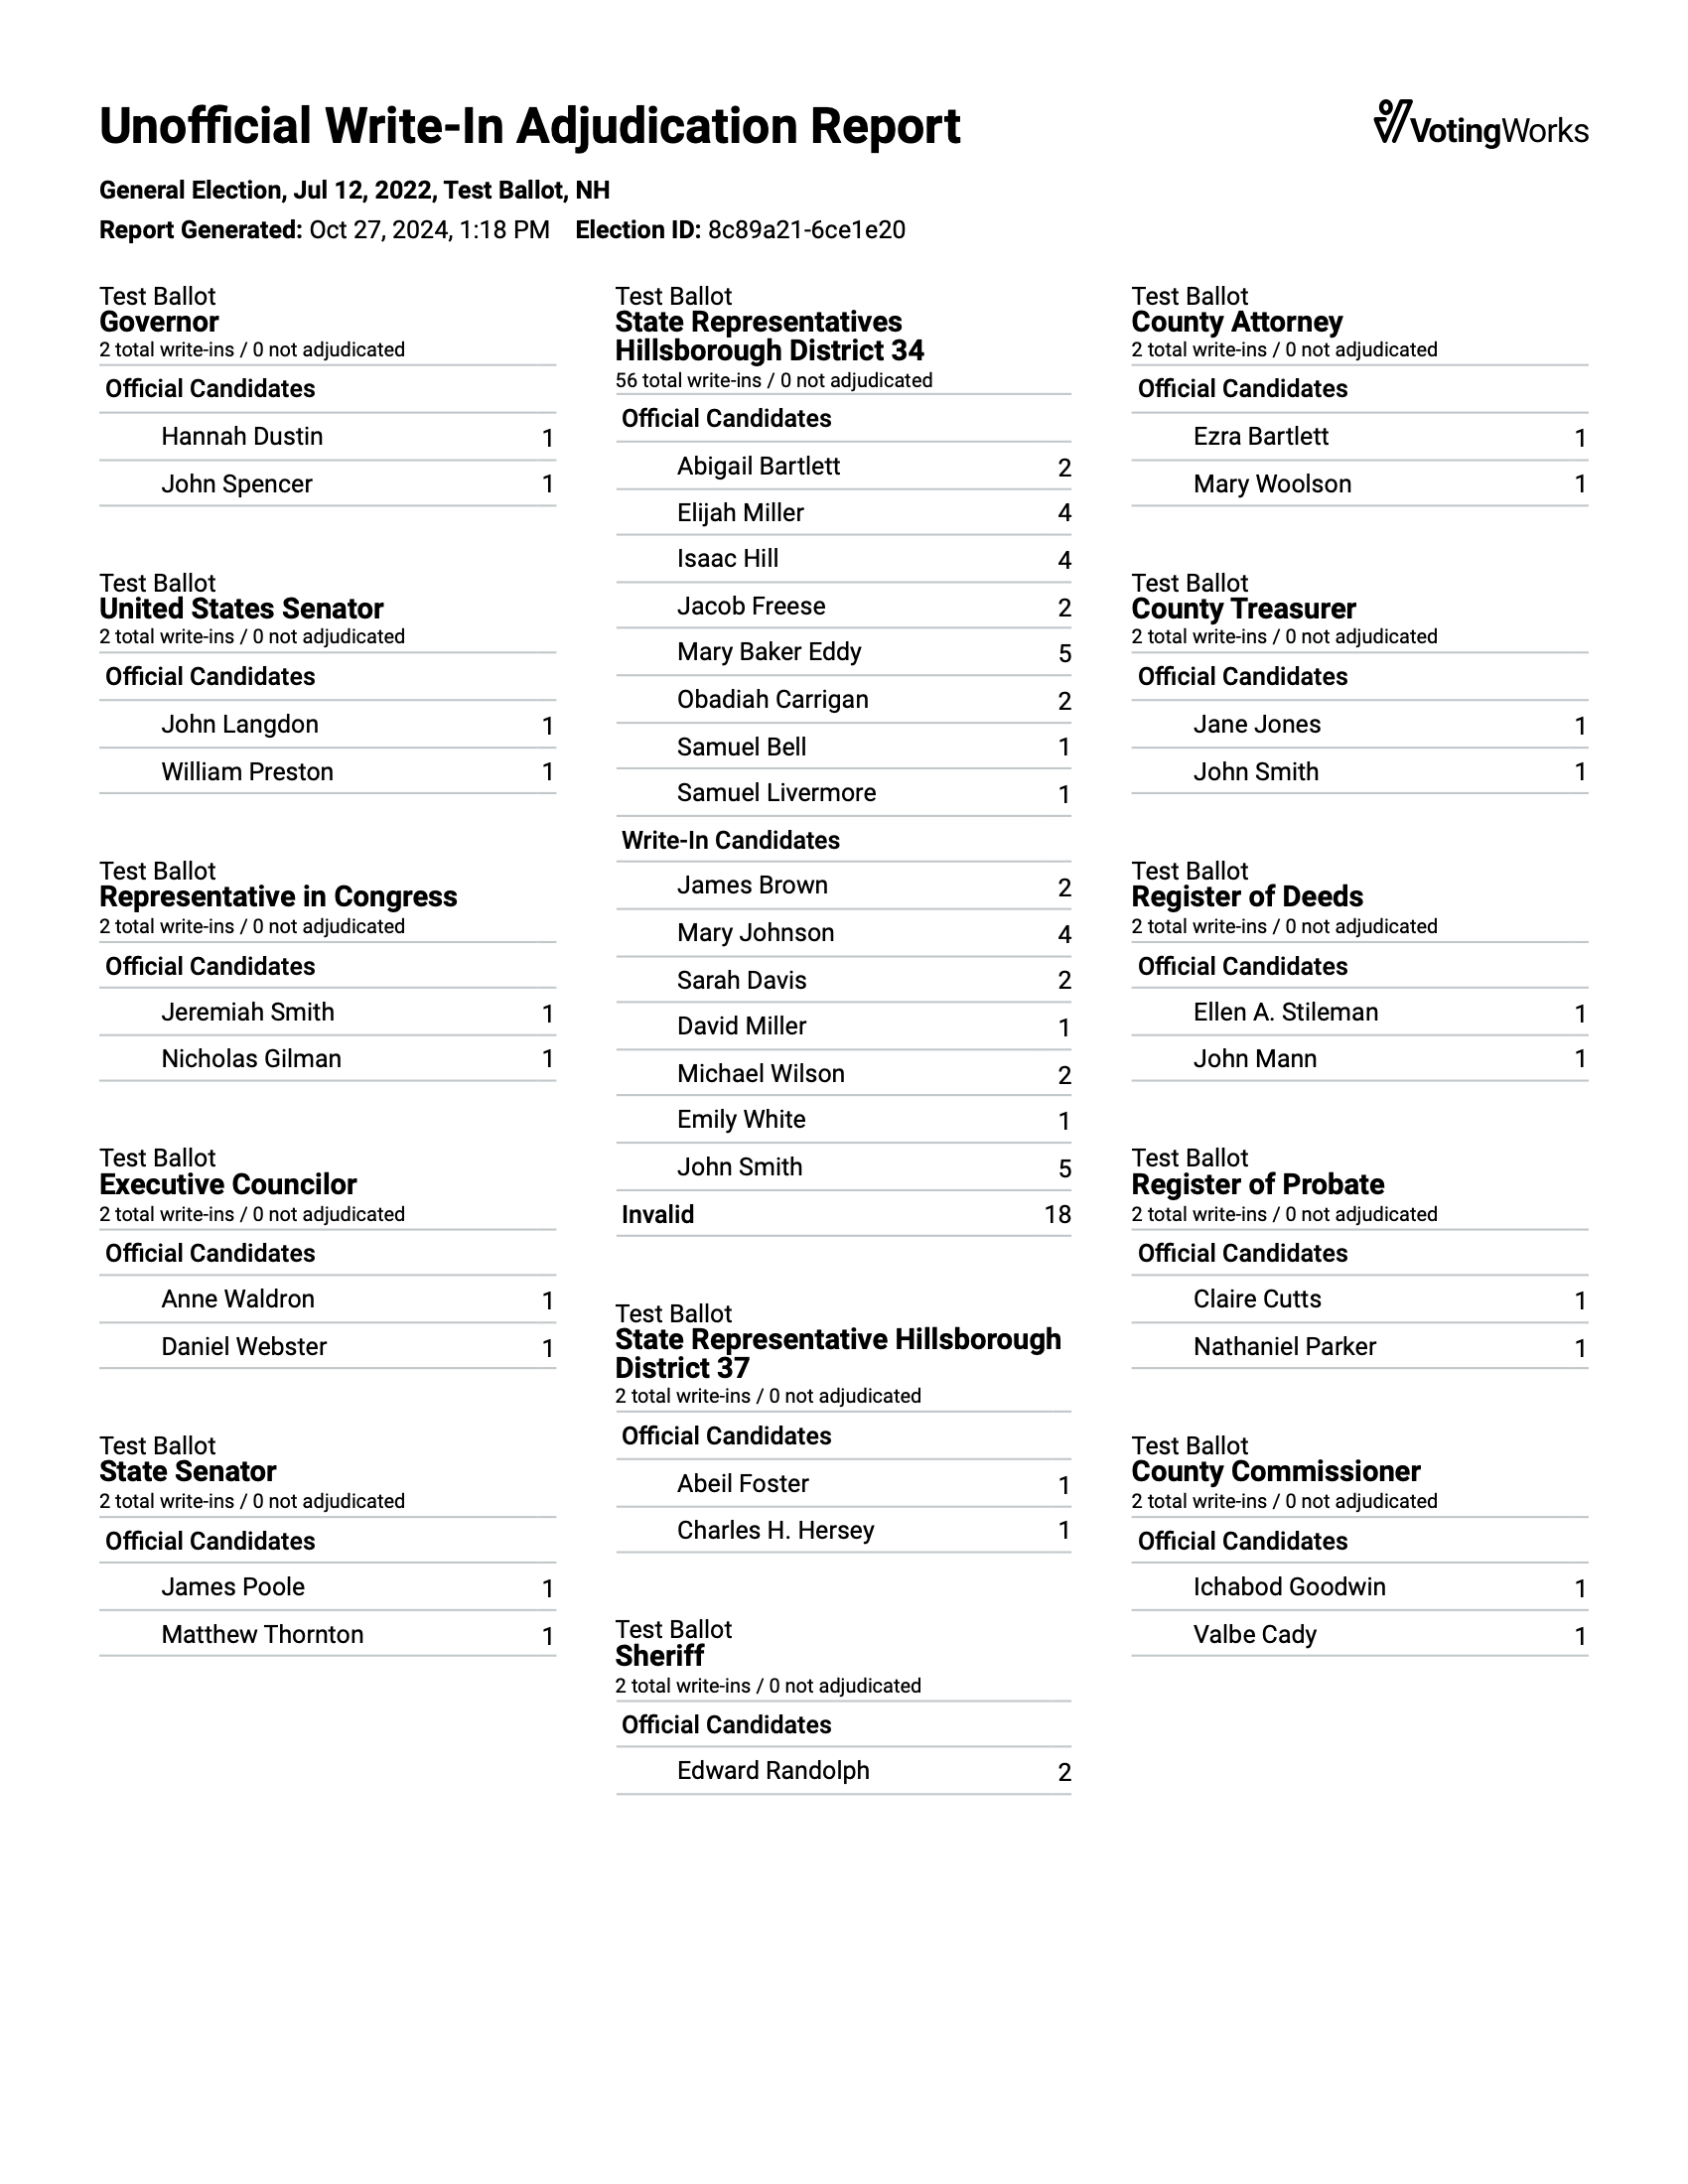 Unofficial Write-In Adjudication Report
VotingWorks
General Election, Jul 12, 2022, Test Ballot, NH
Report Generated: Oct 27, 2024, 1:18 PM Election ID: 8c89a21-6ce1e20
Test Ballot
Governor
2 total write-ins / 0 not adjudicated
Official Candidates
Hannah Dustin 1
John Spencer 1
Test Ballot
United States Senator
2 total write-ins / 0 not adjudicated
Official Candidates
John Langdon 1
William Preston 1
Test Ballot
Representative in Congress
2 total write-ins / 0 not adjudicated
Official Candidates
Jeremiah Smith 1
Nicholas Gilman 1
Test Ballot
Executive Councilor
2 total write-ins / 0 not adjudicated
Official Candidates
Anne Waldron 1
Daniel Webster 1
Test Ballot
State Senator
2 total write-ins / 0 not adjudicated
Official Candidates
James Poole 1
Matthew Thornton 1
Test Ballot
State Representatives
Hillsborough District 34
56 total write-ins / 0 not adjudicated
Official Candidates
Abigail Bartlett 2
Elijah Miller 4
Isaac Hill 4
Jacob Freese 2
Mary Baker Eddy 5
Obadiah Carrigan 2
Samuel Bell 1
Samuel Livermore 1
Write-In Candidates
James Brown 2
Mary Johnson 4
Sarah Davis 2
David Miller 1
Michael Wilson 2
Emily White 1
John Smith 5
Invalid 18
Test Ballot
State Representative Hillsborough
District 37
2 total write-ins / 0 not adjudicated
Official Candidates
Abeil Foster 1
Charles H. Hersey 1
Test Ballot
Sheriff
2 total write-ins / 0 not adjudicated
Official Candidates
Edward Randolph 2
Test Ballot
County Attorney
2 total write-ins / 0 not adjudicated
Official Candidates
Ezra Bartlett 1
Mary Woolson 1
Test Ballot
County Treasurer
2 total write-ins / 0 not adjudicated
Official Candidates
Jane Jones 1
John Smith 1
Test Ballot
Register of Deeds
2 total write-ins / 0 not adjudicated
Official Candidates
Ellen A. Stileman 1
John Mann 1
Test Ballot
Register of Probate
2 total write-ins / 0 not adjudicated
Official Candidates
Claire Cutts 1
Nathaniel Parker 1
Test Ballot
County Commissioner
2 total write-ins / 0 not adjudicated
Official Candidates
Ichabod Goodwin 1
Valbe Cady 1